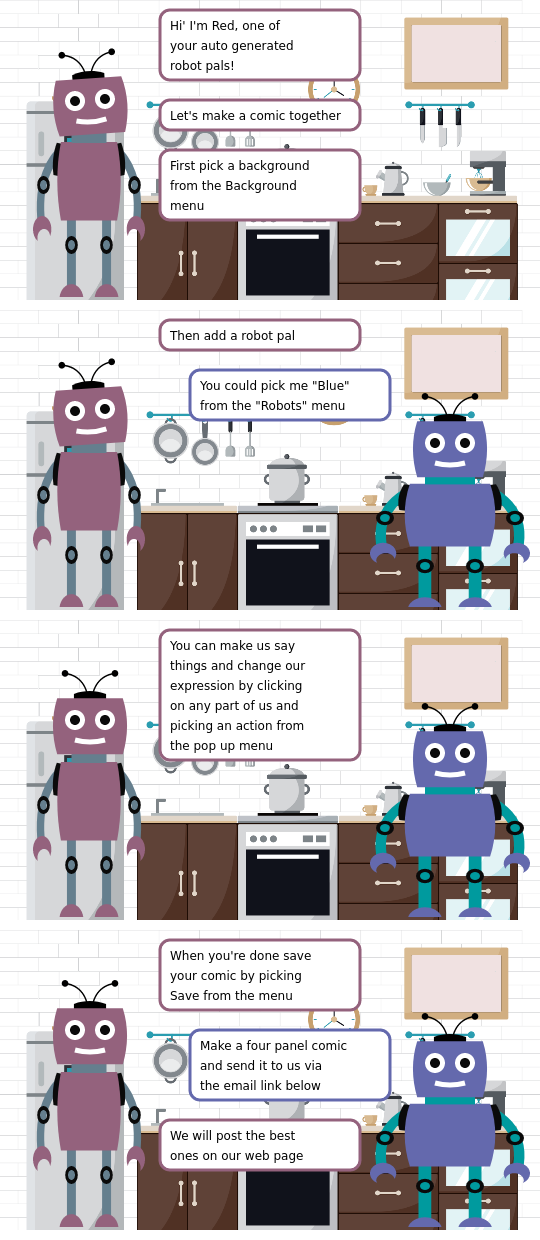 Hi' I'm Red, one of
your auto generated
robot pals!
Let's make a comic together
First pick a background
from the Background
menu
Then add a robot pal
You could pick me "Blue"
from the "Robots" menu
You can make us say
things and change our
expression by clicking
on any part of us and
picking an action from
the pop up menu
When you're done save
your comic by picking
Save from the menu
Make a four panel comic
and send it to us via
the email link below
We will post the best
ones on our web page